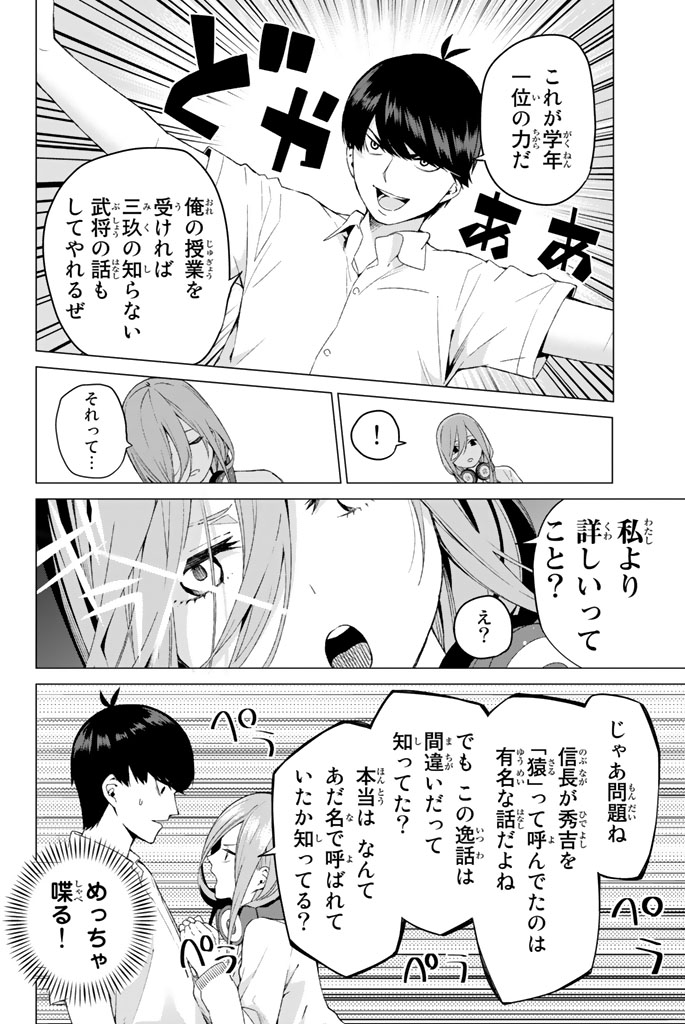 これが学年
一位の力だ
どやぁぁ
俺の授業を
受ければ
三玖の知らない
武将の話も
してやれるぜ
！
それって…
私より
詳しいって
こと？
え？
じゃあ問題ね
信長が秀吉を
「猿」って呼んでたのは
有名な話だよね
でも この逸話は
間違いだって
知ってた？
本当は なんて
あだ名で呼ばれて
いたか知ってる？
ペラ
ペラ
ペラ
ペラ
めっちゃ
喋る！